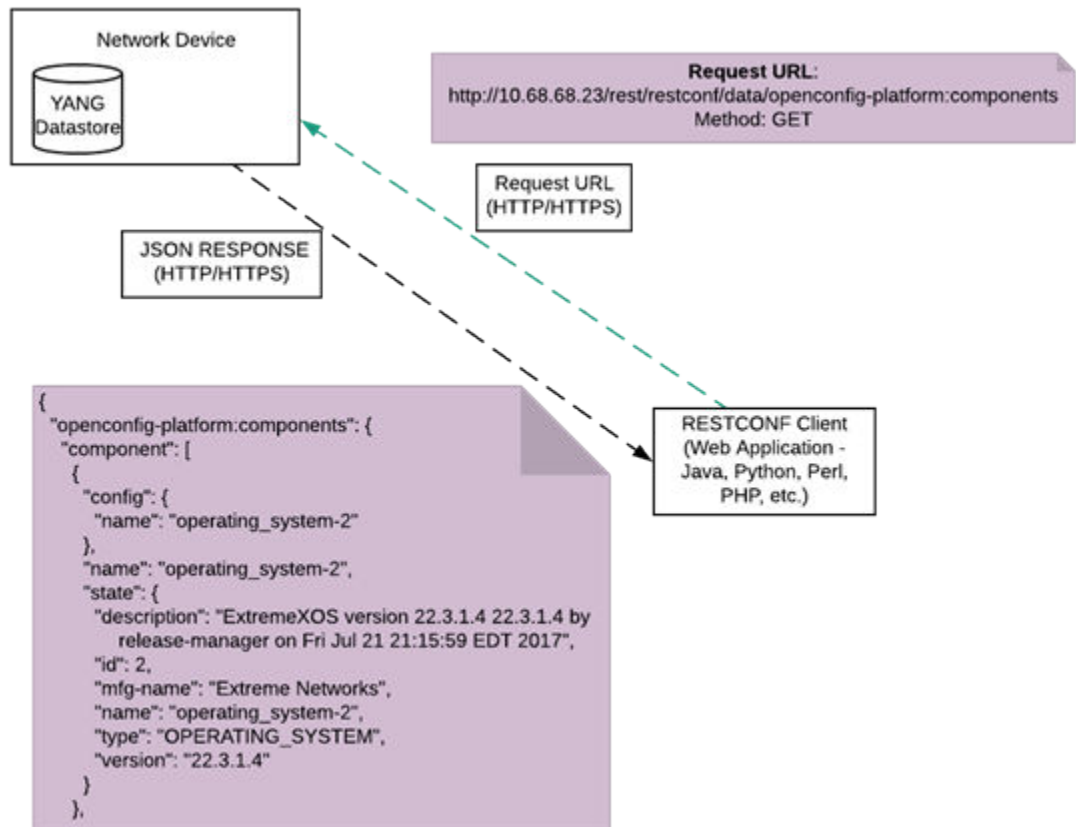 Network Device
YANG
Datastore
Request URL:
http://10.68.68.23/rest/restconf/data/openconfig-platform:components
Method: GET
Request URL
(HTTP/HTTPS)
JSON RESPONSE
(HTTP/HTTPS)
RESTCONF Client
(Web Application -
Java, Python, Perl,
PHP, etc.)
{
"openconfig-platform:components": {
"component": [
{
"config": {
"name": "operating_system-2"
},
"name": "operating_system-2",
"state": {
"description": "ExtremeXOS version 22.3.1.4 22.3.1.4 by
release-manager on Fri Jul 21 21:15:59 EDT 2017",
"id": 2,
"mfg-name": "Extreme Networks",
"name": "operating_system-2",
"type": "OPERATING_SYSTEM",
"version": "22.3.1.4"
}
},